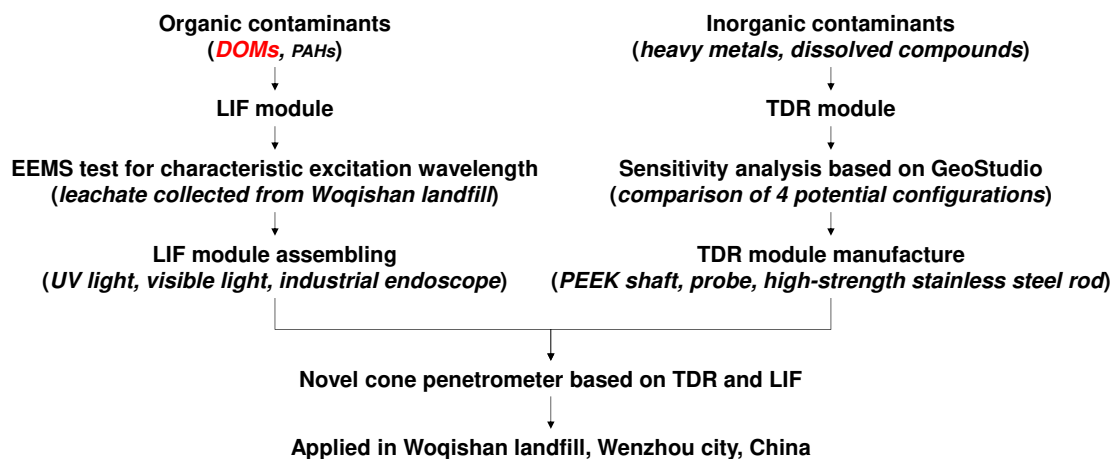 Organic contaminants
(DOMs, PAHs)
LIF module
EEMS test for characteristic excitation wavelength
(leachate collected from Woqishan landfill)
LIF module assembling
(UV light, visible light, industrial endoscope)
Inorganic contaminants
(heavy metals, dissolved compounds)
TDR module
Sensitivity analysis based on GeoStudio
(comparison of 4 potential configurations)
TDR module manufacture
(PEEK shaft, probe, high-strength stainless steel rod)
Novel cone penetrometer based on TDR and LIF
Applied in Woqishan landfill, Wenzhou city, China